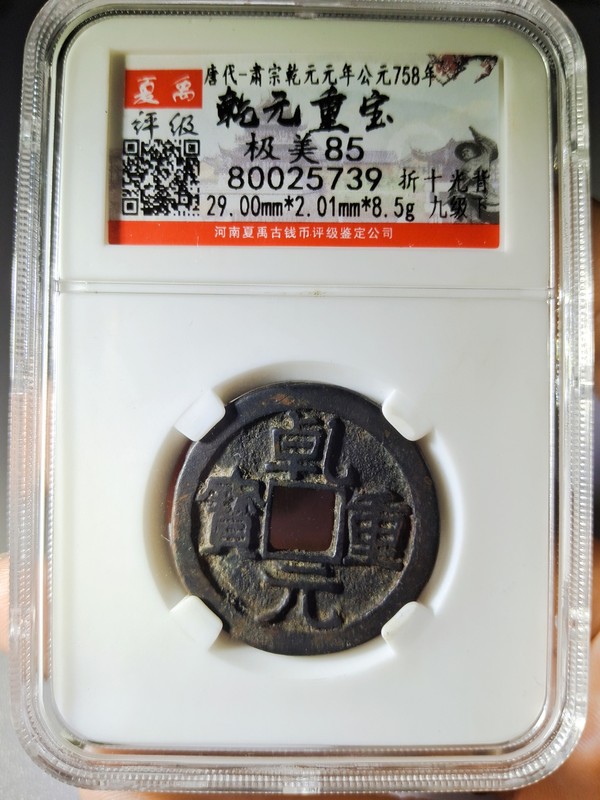 唐代-肃宗乾元元年公元758年
夏禹
评级
乾元重宝
极美85
80025739 折十光背
29.00mm*2.01mm*8.5g 九级下
河南夏禹古钱币评级鉴定公司
乾元重寶